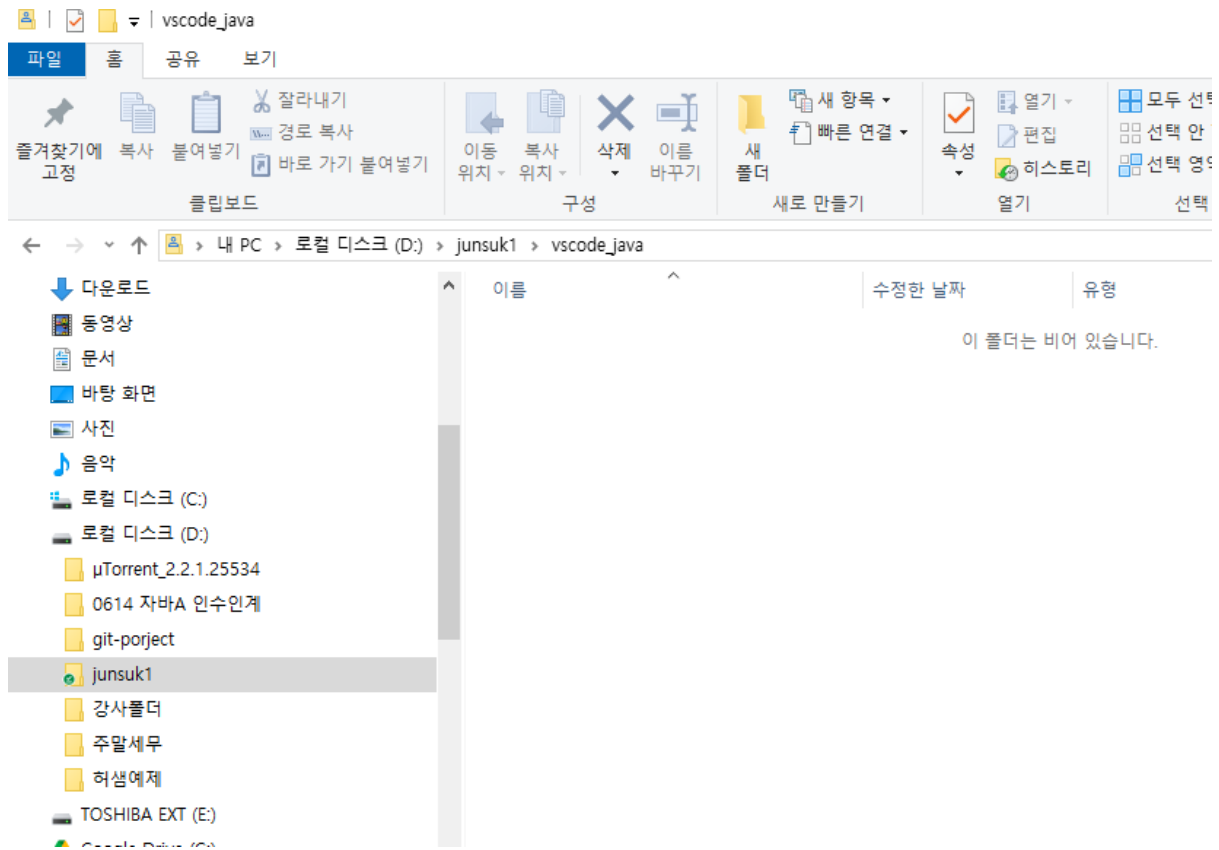 vscode_java
파일 홈 공유 보기
즐겨찾기에 고정
복사
붙여넣기
잘라내기
경로 복사
바로 가기 붙여넣기
클립보드
이동 위치
복사 위치
삭제
이름 바꾸기
구성
새 폴더
새 항목
빠른 연결
새로 만들기
속성
열기
편집
히스토리
열기
모두 선택
선택 안
선택 영역
선택
내 PC > 로컬 디스크 (D:) > junsuk1 > vscode_java
다운로드
동영상
문서
바탕 화면
사진
음악
로컬 디스크 (C:)
로컬 디스크 (D:)
µTorrent_2.2.1.25534
0614 자바A 인수인계
git-porject
junsuk1
강사폴더
주말세무
허샘예제
TOSHIBA EXT (E:)
이름 수정한 날짜 유형
이 폴더는 비어 있습니다.